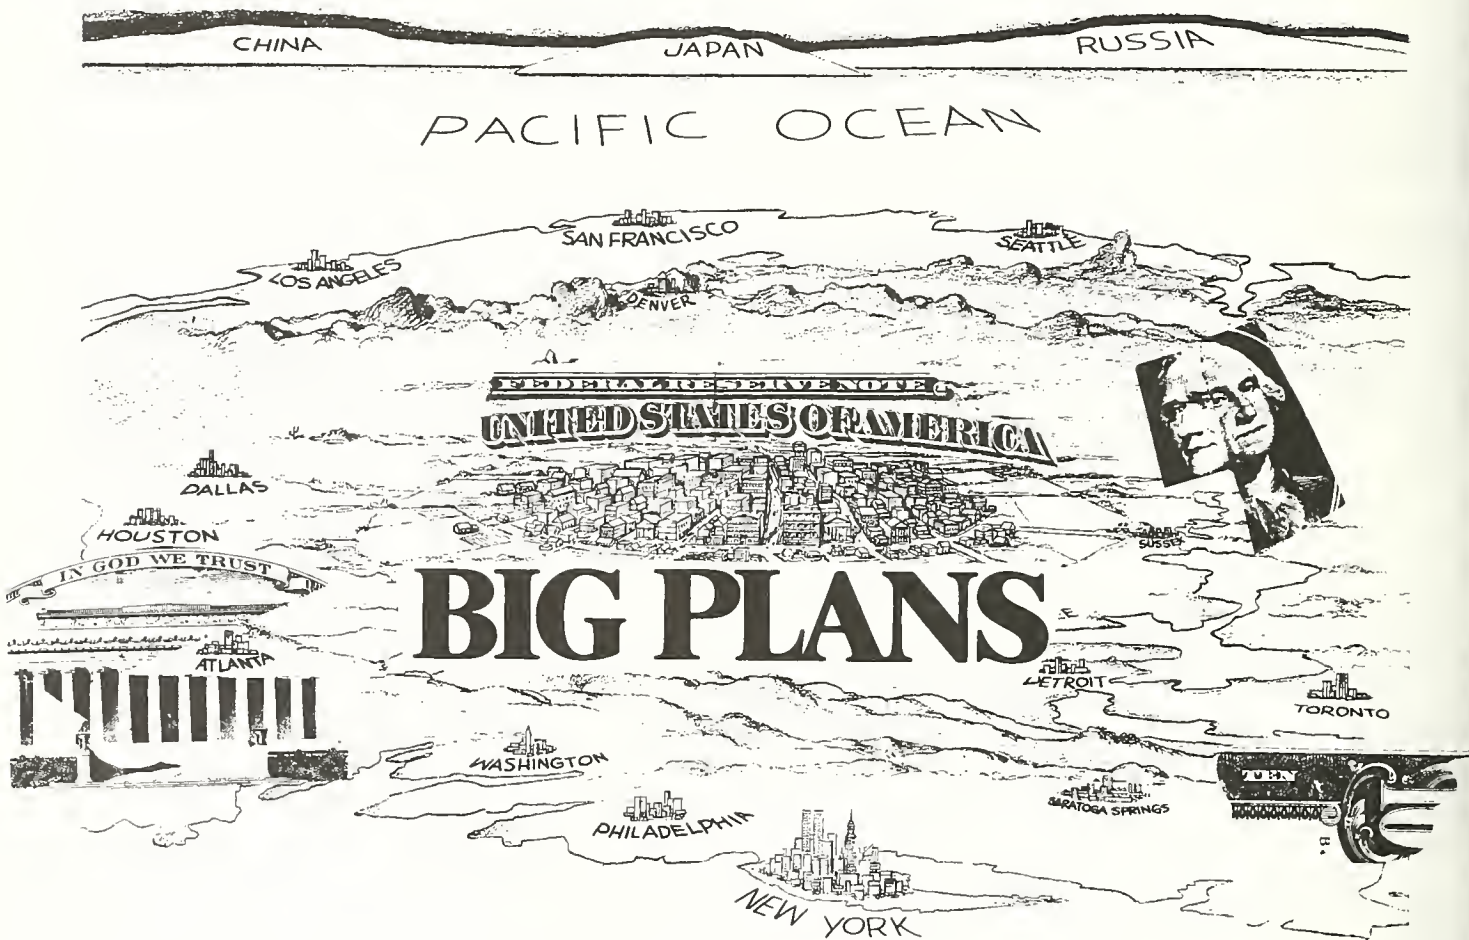 CHINA
JAPAN
RUSSIA
PACIFIC OCEAN
SAN FRANCISCO
SEATTLE
LOS ANGELES
DENVER
FEDERAL RESERVE NOTE
UNITED STATES OF AMERICA
DALLAS
HOUSTON
SUSSEX
IN GOD WE TRUST
BIG PLANS
ATLANTA
DETROIT
TORONTO
WASHINGTON
TEN
SARATOGA SPRINGS
PHILADELPHIA
B
NEW YORK